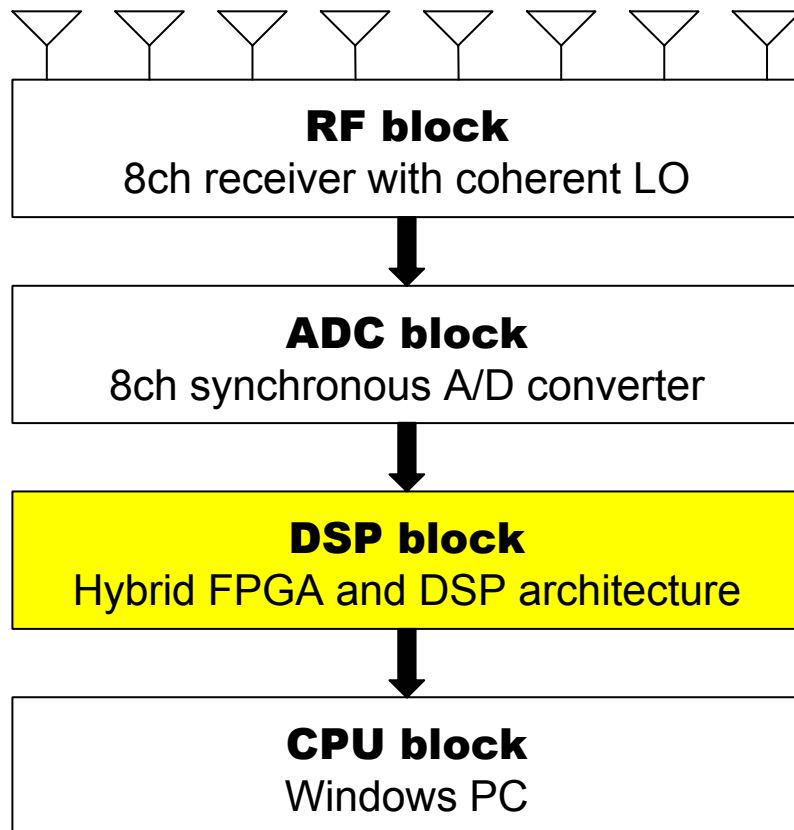 RF block
8ch receiver with coherent LO
ADC block
8ch synchronous A/D converter
DSP block
Hybrid FPGA and DSP architecture
CPU block
Windows PC